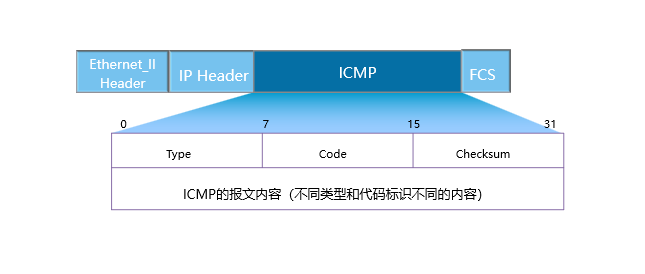 Ethernet_II
Header
IP Header
ICMP
FCS
0 7 15 31
Type Code Checksum
ICMP的报文内容（不同类型和代码标识不同的内容）